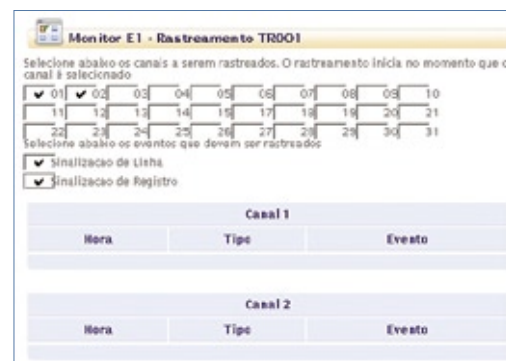 Monitor E1 - Rastreamento TR001
Selecione abaixo os canais a serem rastreados. O rastreamento inicia no momento que
canal é selecionado
01 02 03 04 05 06 07 08 09 10
11 12 13 14 15 16 17 18 19 20 21
22 23 24 25 26 27 28 29 30 31
Selecione abaixo os eventos que devem ser rastreados
Sinalizacao de Linha
Sinalizacao de Registro
Canal 1
Hora Tipo Evento
Canal 2
Hora Tipo Evento